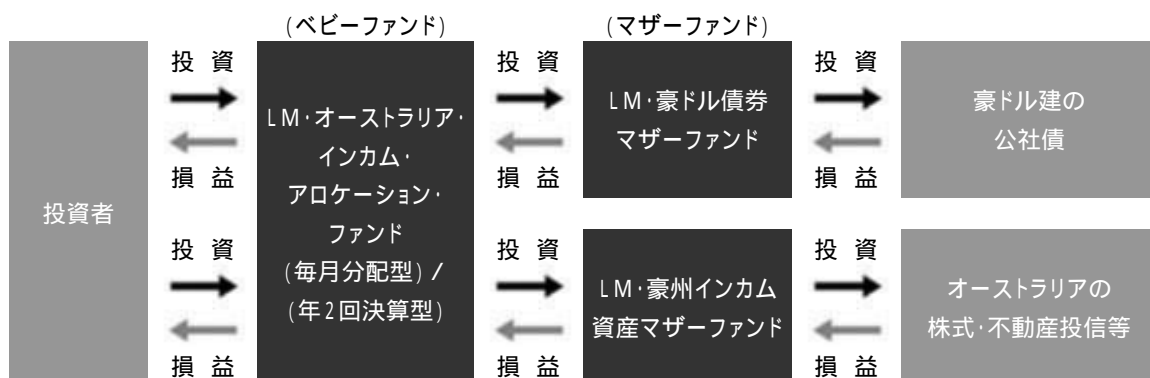 (ベビーファンド)
(マザーファンド)
投資者
投 資
損 益
投 資
損 益
LM・オーストラリア・
インカム・
アロケーション・
ファンド
(毎月分配型)/
(年2回決算型)
投 資
損 益
投 資
損 益
LM・豪ドル債券
マザーファンド
LM・豪州インカム
資産マザーファンド
投 資
損 益
投 資
損 益
豪ドル建の
公社債
オーストラリアの
株式・不動産投信等